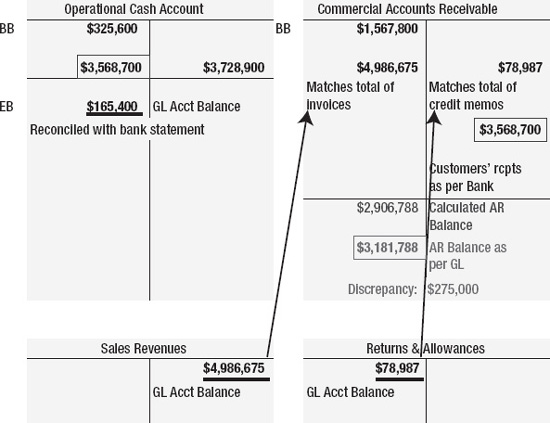 Operational Cash Account
BB $325,600
$3,568,700 $3,728,900
EB $165,400 GL Acct Balance
Reconciled with bank statement
Commercial Accounts Receivable
BB $1,567,800
$4,986,675 $78,987
Matches total of invoices
Matches total of credit memos
$3,568,700
Customers' rcpts
as per Bank
$2,906,788 Calculated AR
Balance
$3,181,788 AR Balance as
per GL
Discrepancy: $275,000
Sales Revenues
$4,986,675
GL Acct Balance
Returns & Allowances
$78,987
GL Acct Balance